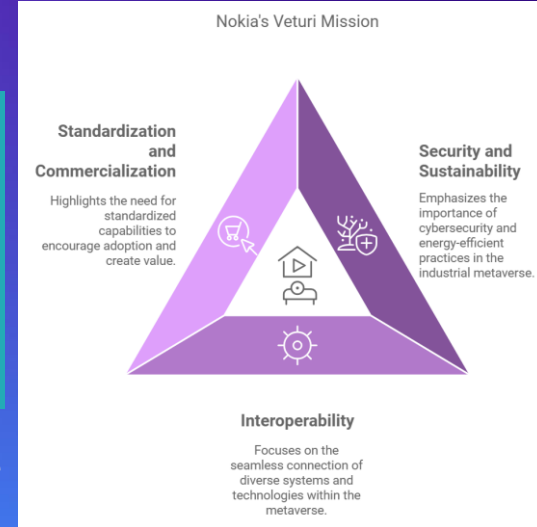 Nokia's Veturi Mission
Standardization
and
Commercialization
Highlights the need for
standardized
capabilities to
encourage adoption and
create value.
Security and
Sustainability
Emphasizes the
importance of
cybersecurity and
energy-efficient
practices in the
industrial metaverse.
Interoperability
Focuses on the
seamless connection of
diverse systems and
technologies within the
metaverse.